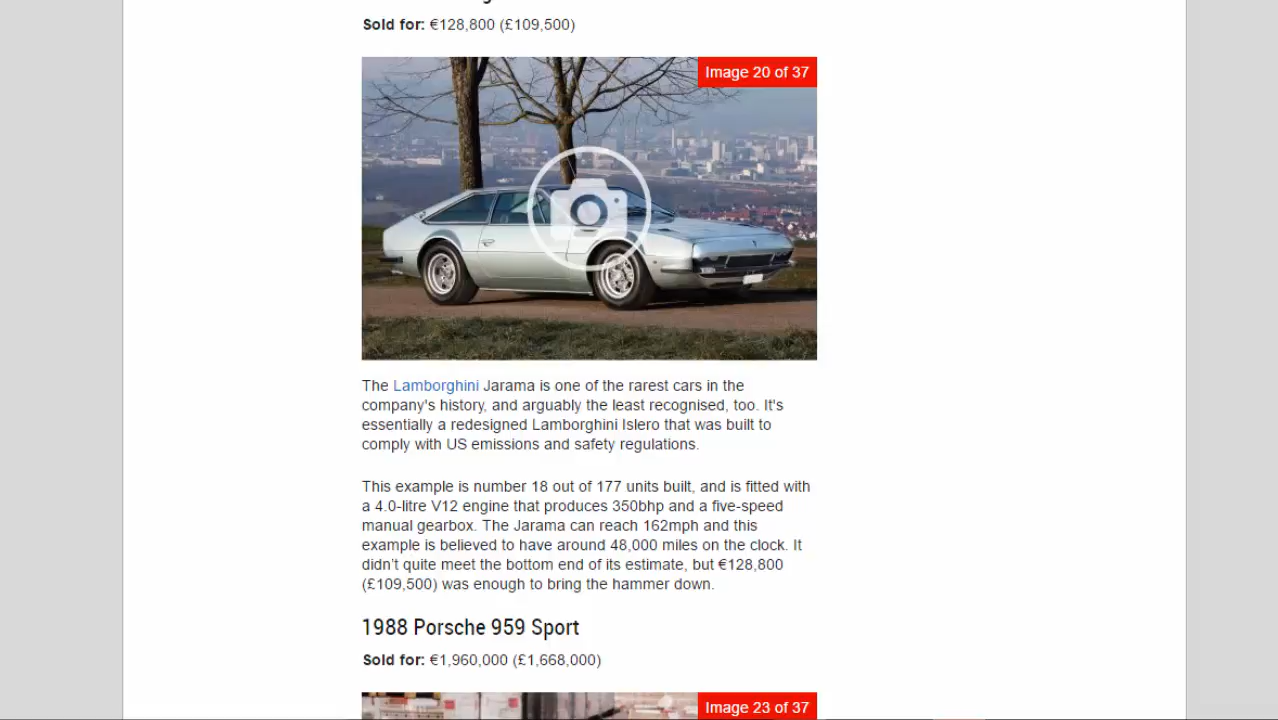 Sold for: €128,800 (£109,500)
Image 20 of 37
The Lamborghini Jarama is one of the rarest cars in the
company's history, and arguably the least recognised, too. It's
essentially a redesigned Lamborghini Islero that was built to
comply with US emissions and safety regulations.
This example is number 18 out of 177 units built, and is fitted with
a 4.0-litre V12 engine that produces 350bhp and a five-speed
manual gearbox. The Jarama can reach 162mph and this
example is believed to have around 48,000 miles on the clock. It
didn't quite meet the bottom end of its estimate, but €128,800
(£109,500) was enough to bring the hammer down.
1988 Porsche 959 Sport
Sold for: €1,960,000 (£1,668,000)
Image 23 of 37